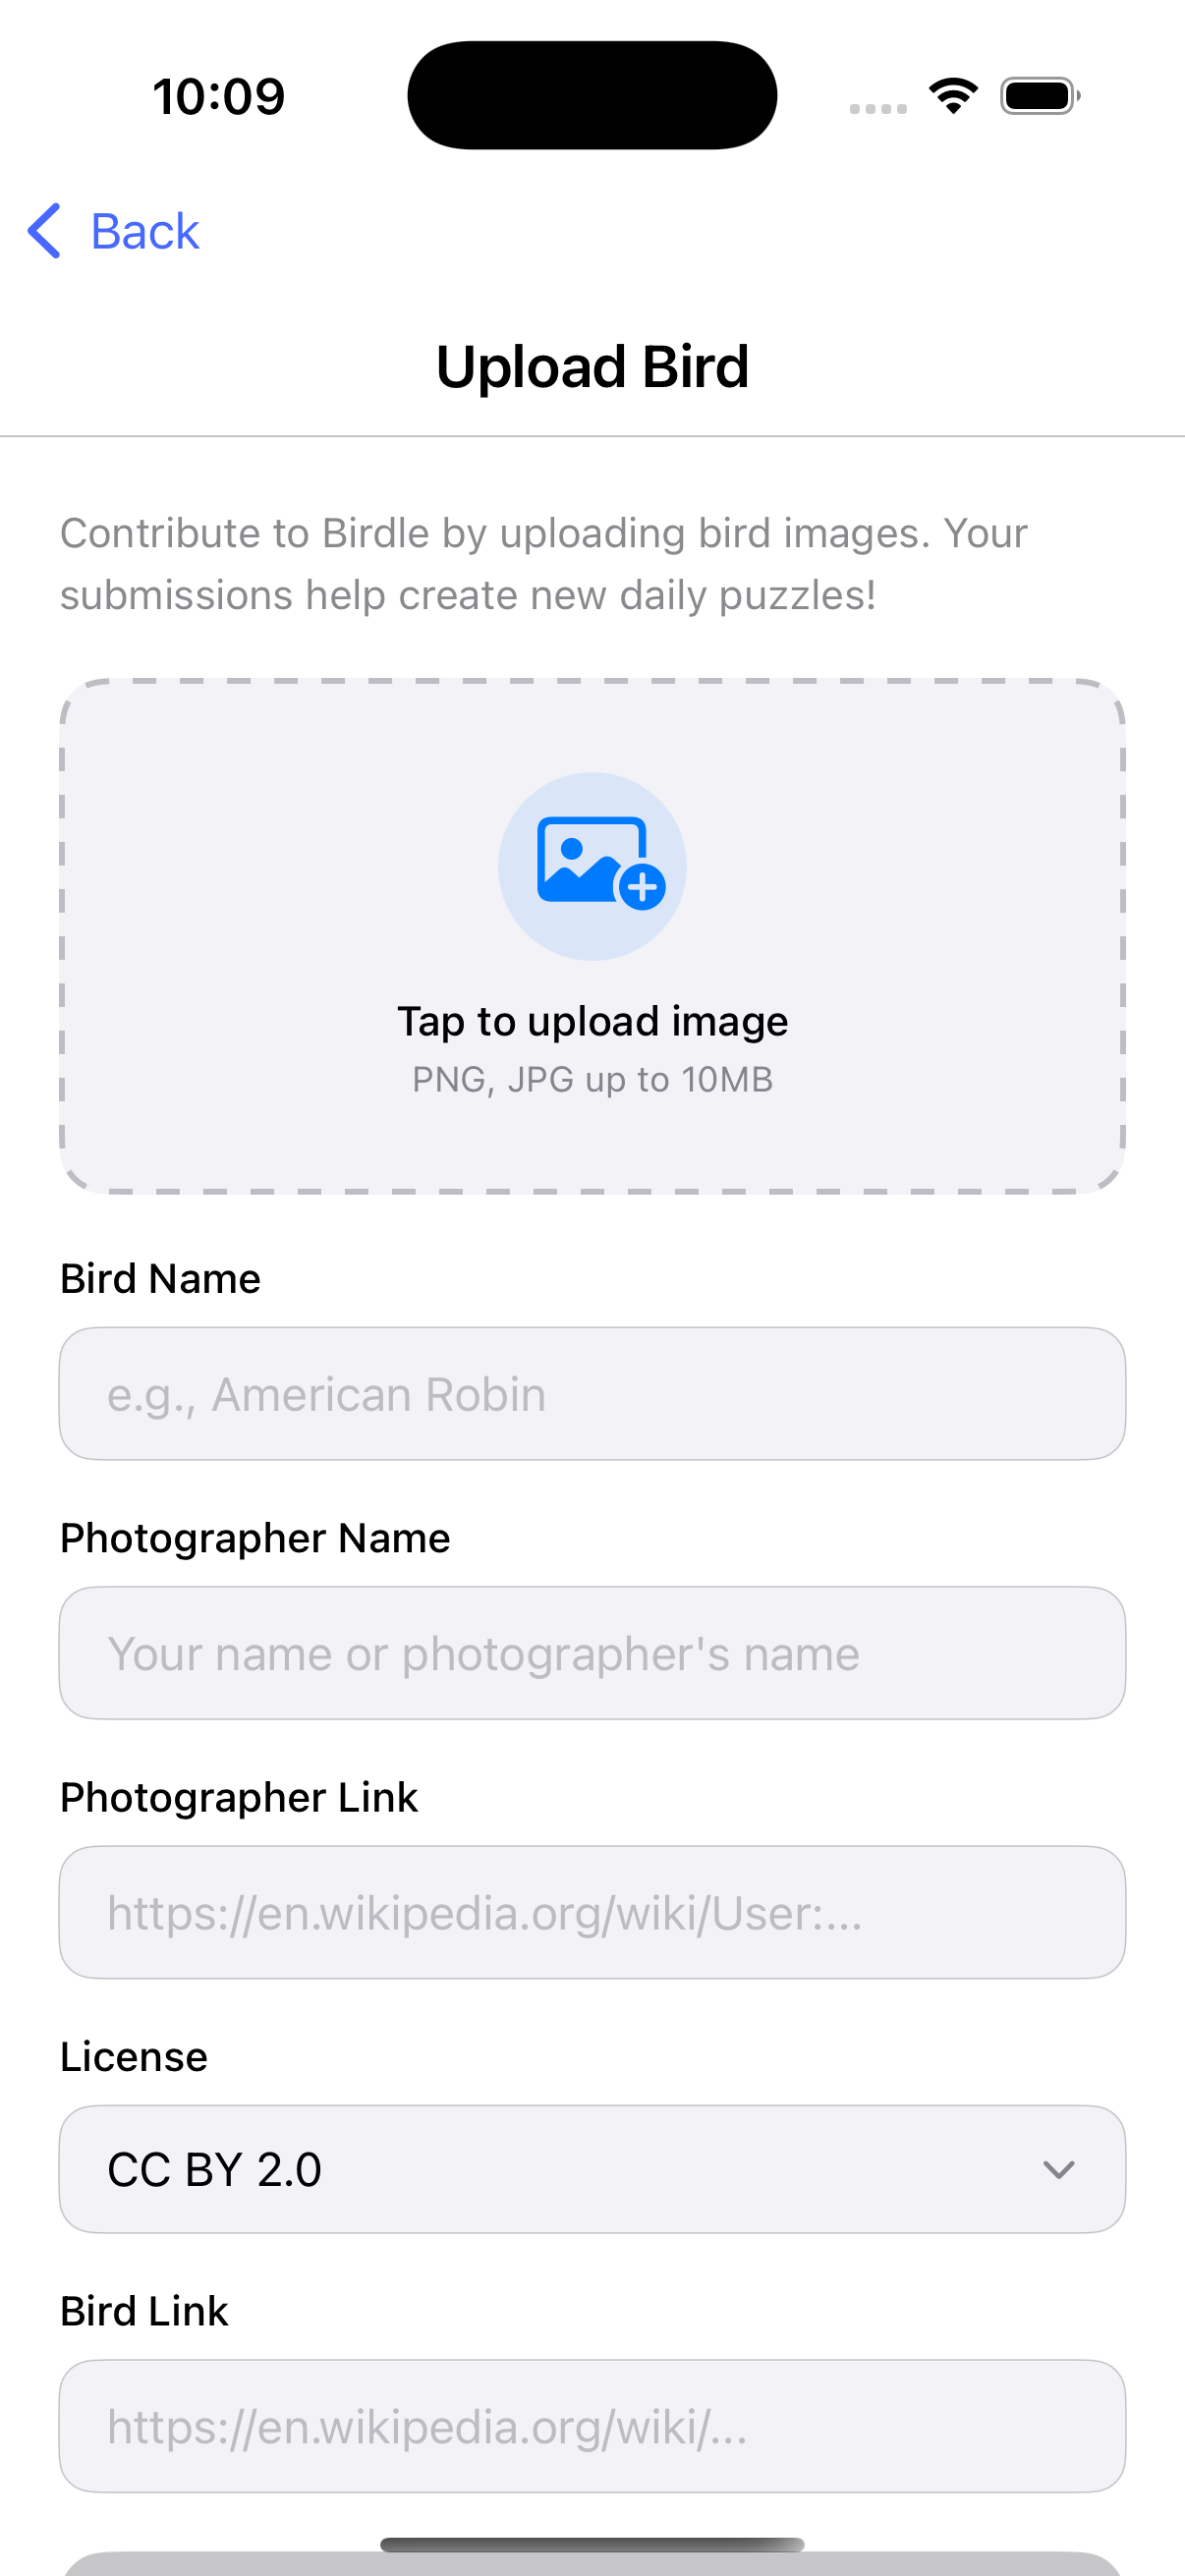 10:09
Back
Upload Bird
Contribute to Birdle by uploading bird images. Your
submissions help create new daily puzzles!
Tap to upload image
PNG, JPG up to 10MB
Bird Name
e.g., American Robin
Photographer Name
Your name or photographer's name
Photographer Link
https://en.wikipedia.org/wiki/User:...
License
CC BY 2.0
Bird Link
https://en.wikipedia.org/wiki/...